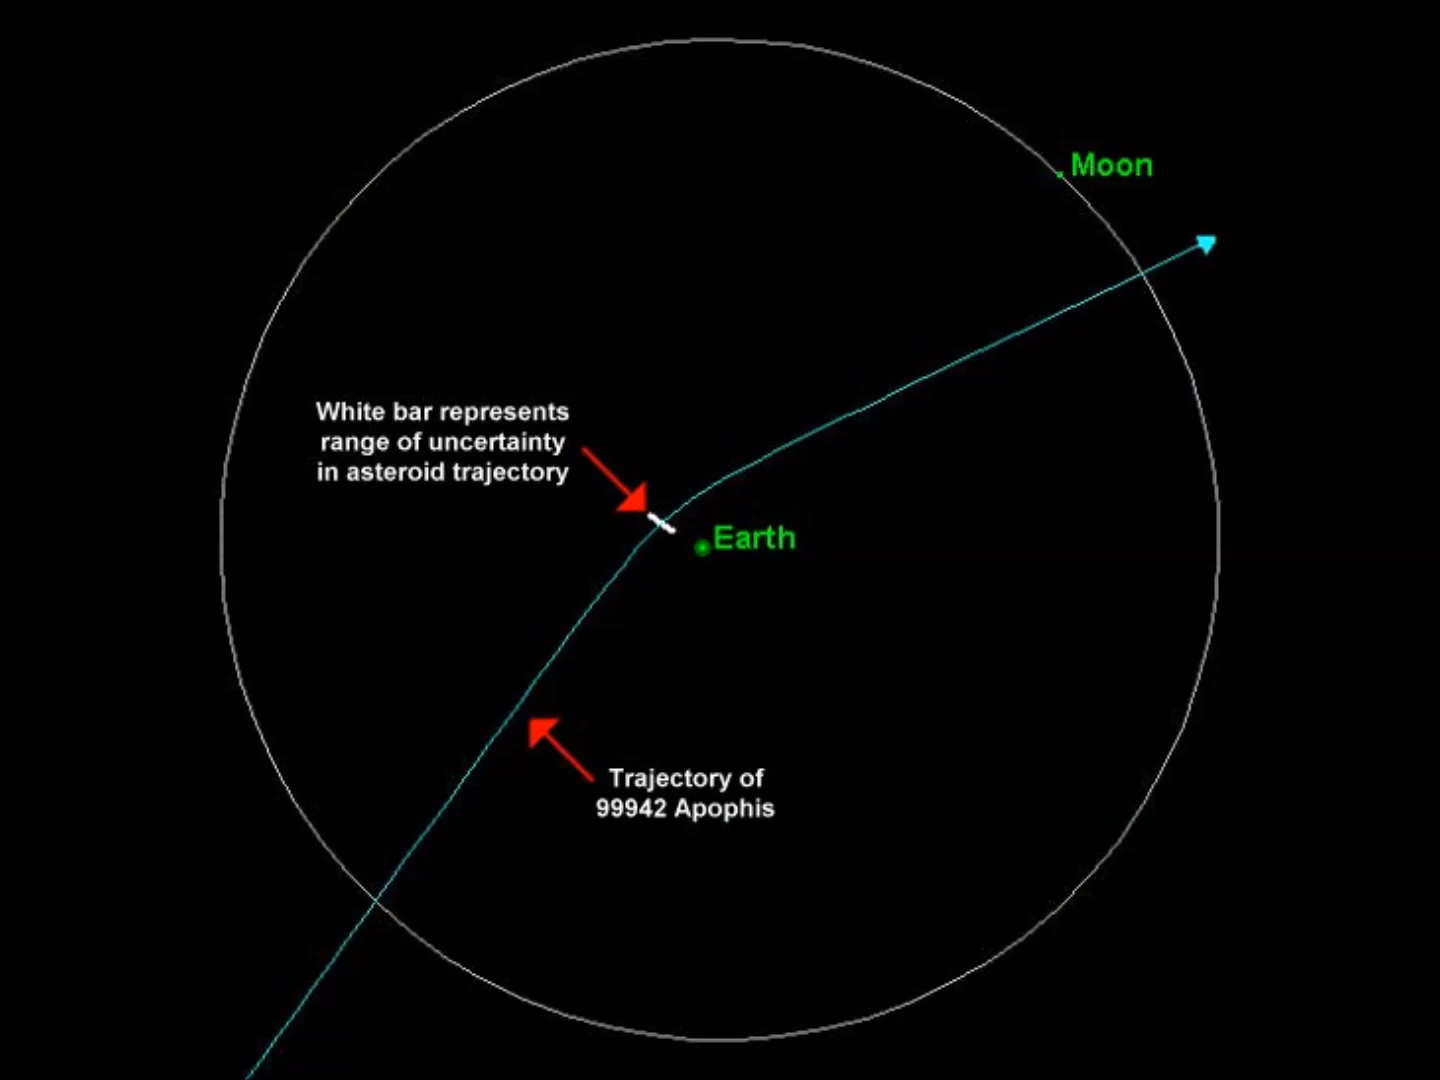 Moon
White bar represents
range of uncertainty
in asteroid trajectory
Earth
Trajectory of
99942 Apophis